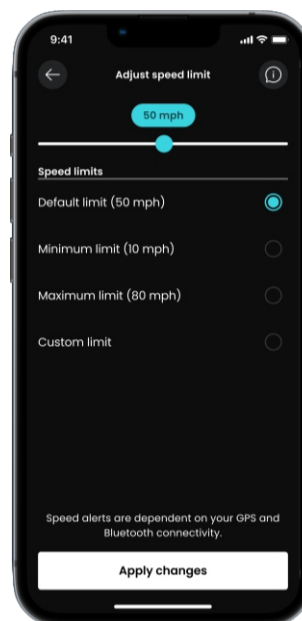 9:41
Adjust speed limit
50 mph
Speed limits
Default limit (50 mph)
Minimum limit (10 mph)
Maximum limit (80 mph)
Custom limit
Speed alerts are dependent on your GPS and
Bluetooth connectivity.
Apply changes